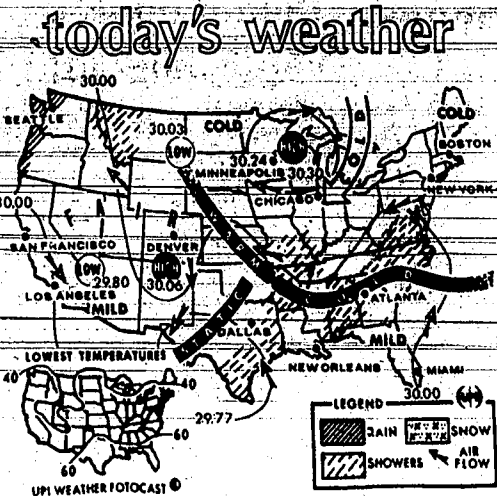 today's weather
30.00
SEATTLE
30.03
COLD
COLD
LOW
30.24
HIGH
COLD
BOSTON
MINNEAPOLIS
30.30
NEW YORK
CHICAGO
30.00
FAIR
SAN FRANCISCO
DENVER
LOW
29.80
HIGH
30.06
LOS ANGELES
MILD
ATLANTA
STATIC
DALLAS
MILD
LOWEST TEMPERATURES
NEW ORLEANS
MIAMI
40
40
30.00
29.77
LEGEND
RAIN
SNOW
60
SHOWERS
AIR
FLOW
60
UPI WEATHER FOTOCAST ©